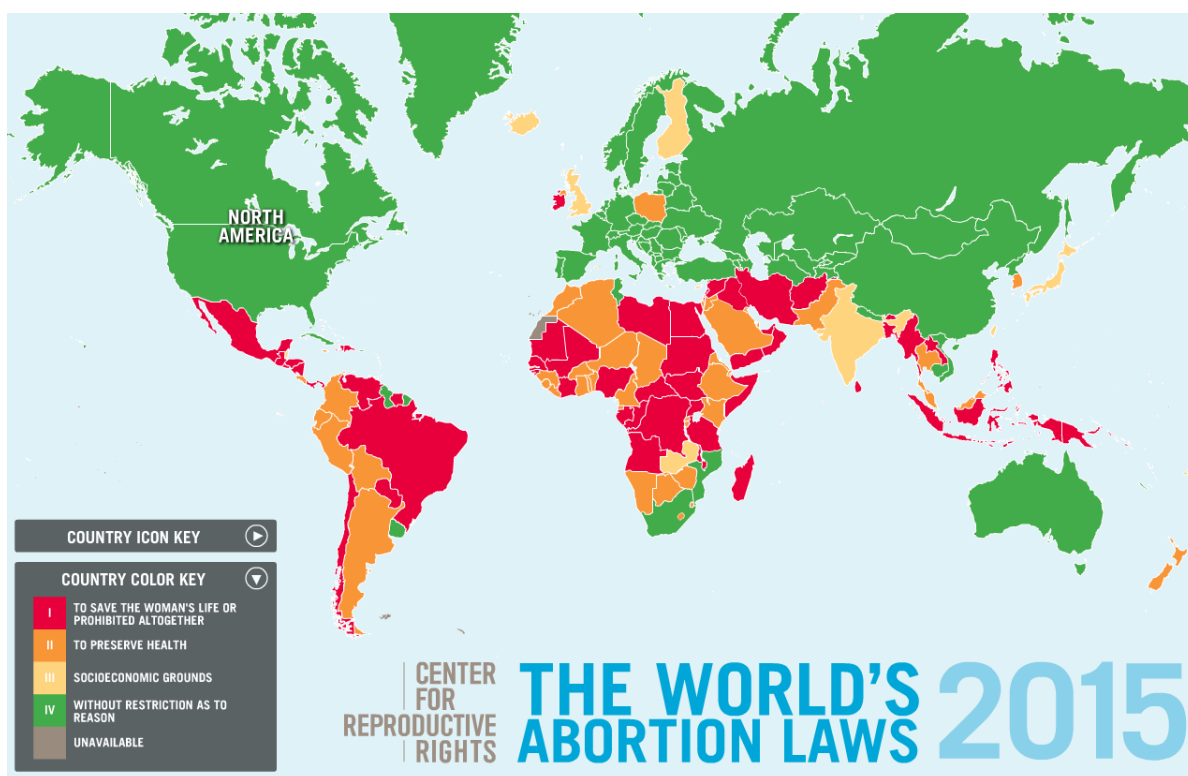 NORTH
AMERICA
COUNTRY ICON KEY
COUNTRY COLOR KEY
I TO SAVE THE WOMAN'S LIFE OR
PROHIBITED ALTOGETHER
II TO PRESERVE HEALTH
III SOCIOECONOMIC GROUNDS
IV WITHOUT RESTRICTION AS TO
REASON
UNAVAILABLE
CENTER
FOR
REPRODUCTIVE
RIGHTS
THE WORLD'S
ABORTION LAWS
2015